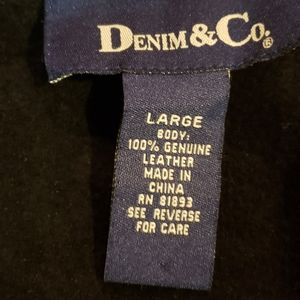 DENIM & CO.®
LARGE
BODY:
100% GENUINE
LEATHER
MADE IN
CHINA
RN 81893
SEE REVERSE
FOR CARE